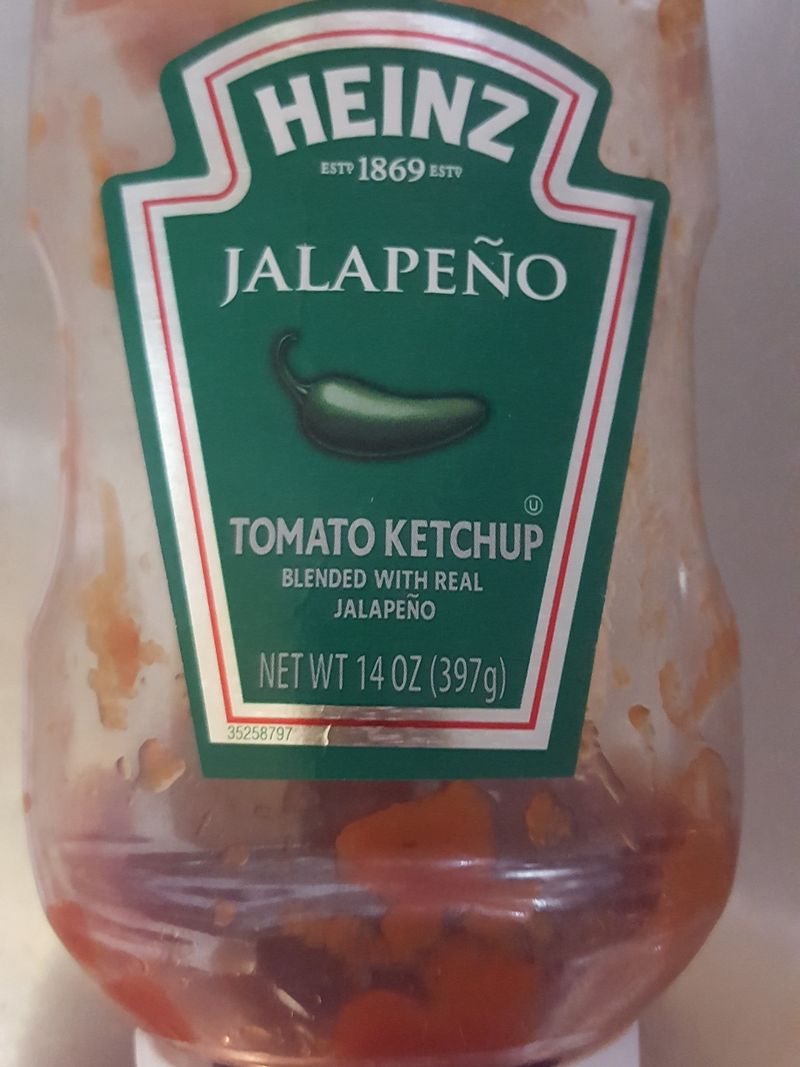 HEINZ
ESTD 1869 ESTD
JALAPEÑO
U
TOMATO KETCHUP
BLENDED WITH REAL
JALAPEÑO
NET WT 14 OZ (397g)
35258797